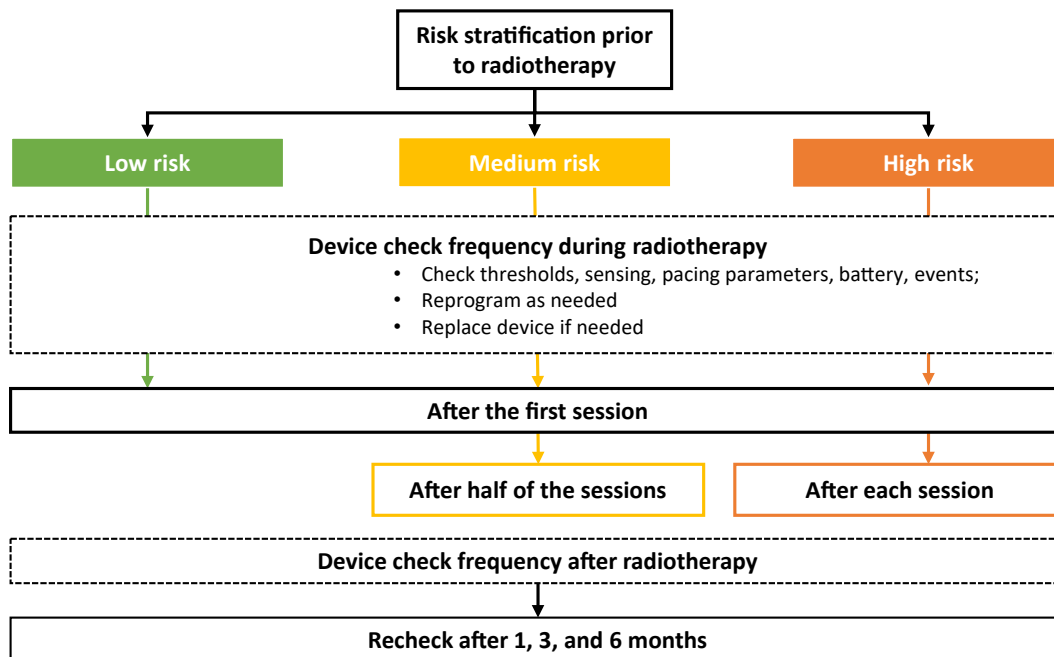 Risk stratification prior
to radiotherapy
Low risk
Medium risk
High risk
Device check frequency during radiotherapy
• Check thresholds, sensing, pacing parameters, battery, events;
• Reprogram as needed
• Replace device if needed
After the first session
After half of the sessions
After each session
Device check frequency after radiotherapy
Recheck after 1, 3, and 6 months